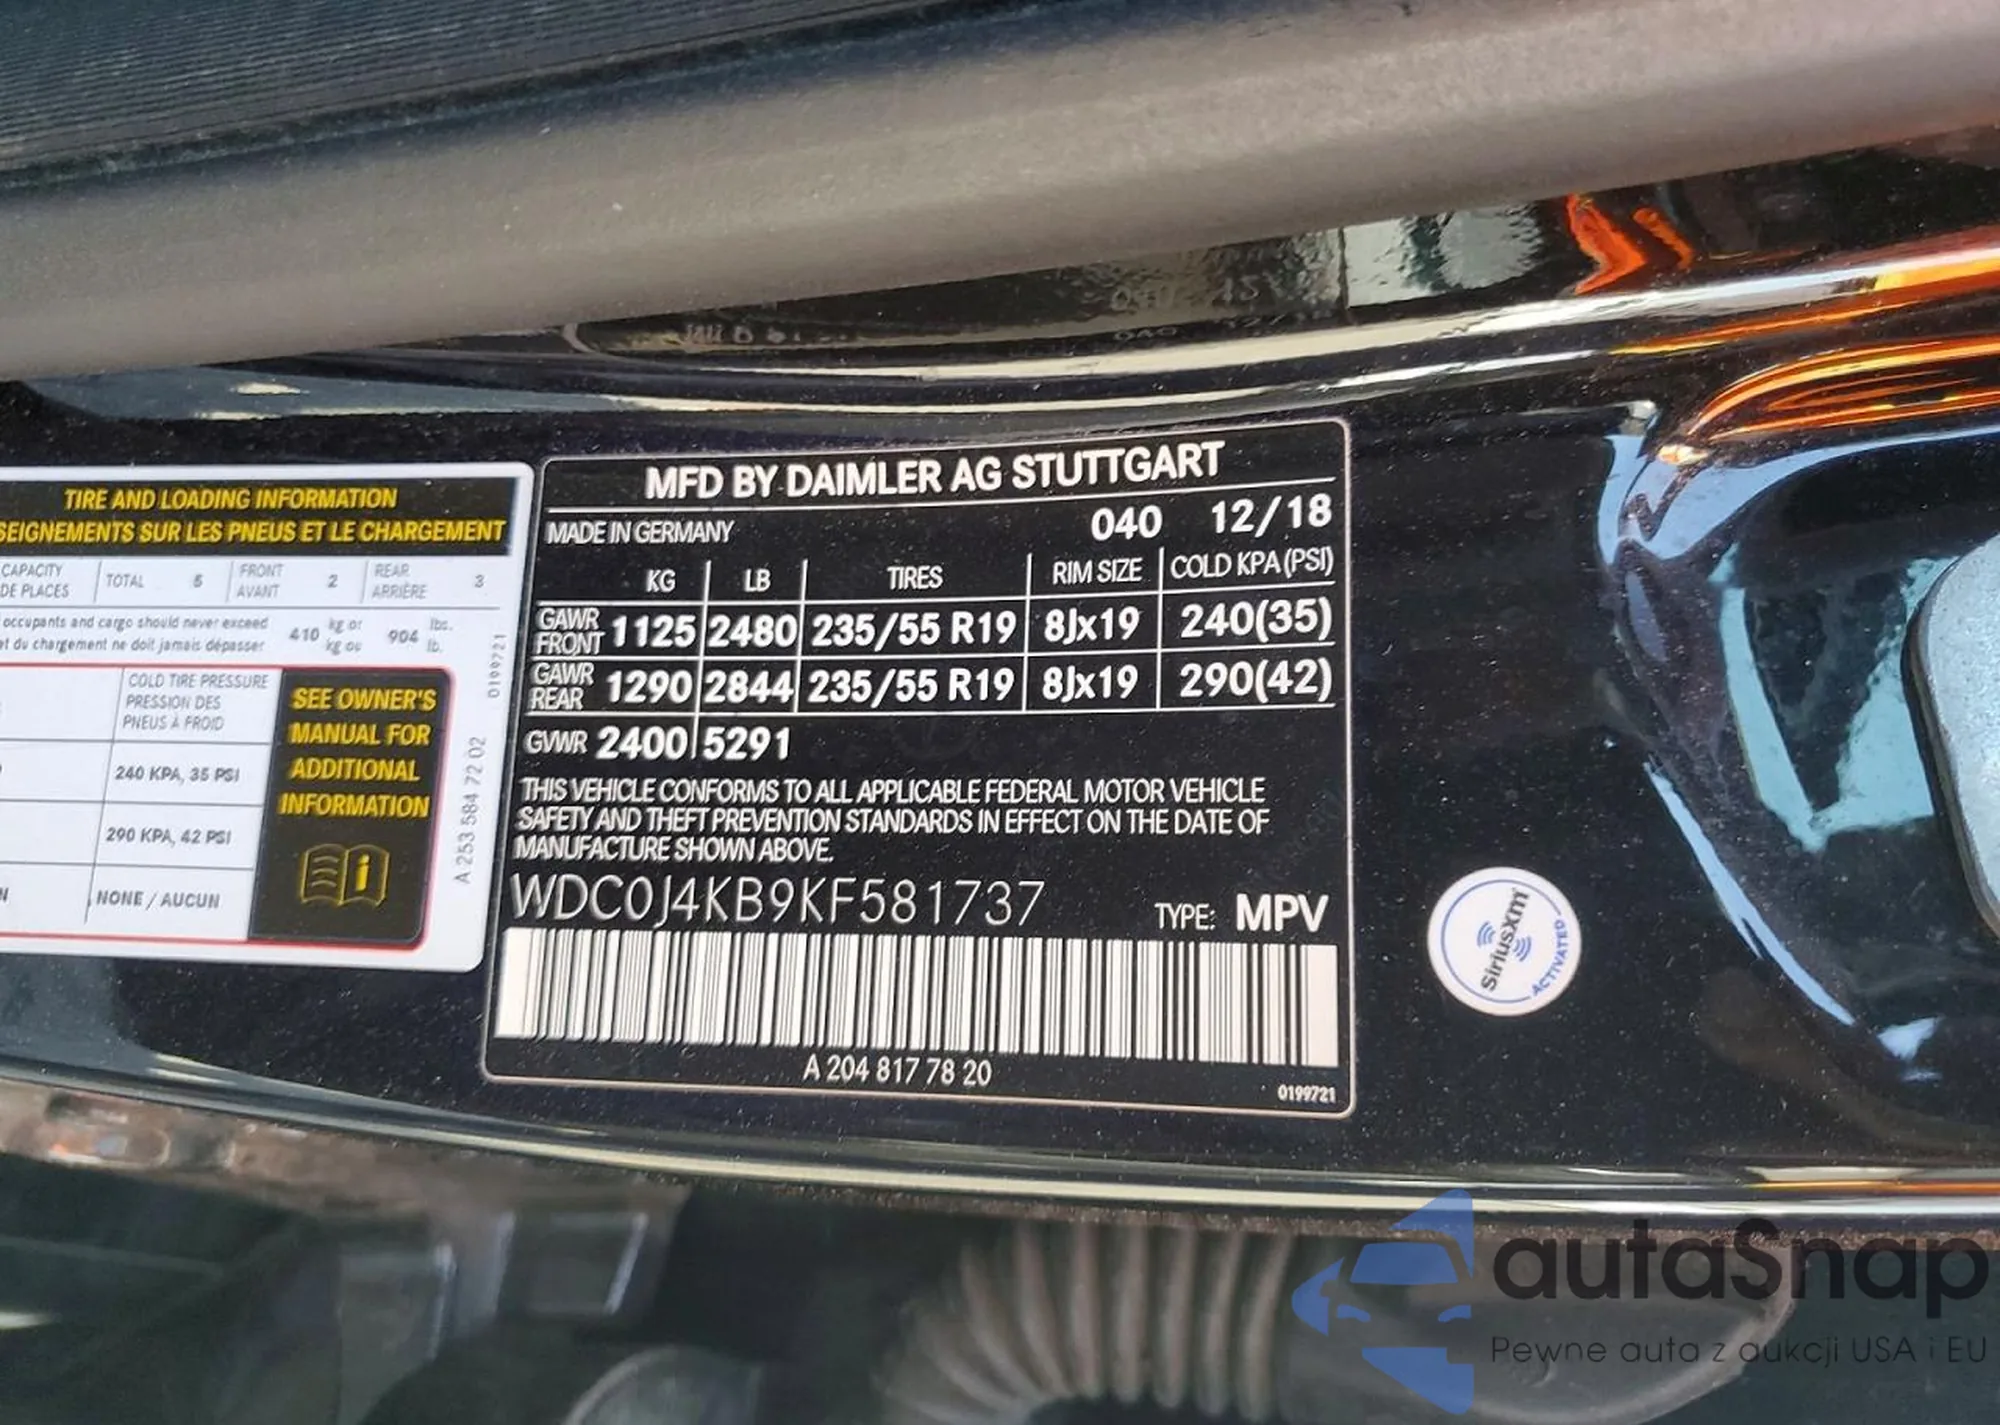 TIRE AND LOADING INFORMATION
SEIGNEMENTS SUR LES PNEUS ET LE CHARGEMENT
CAPACITY
DE PLACES
TOTAL 5
FRONT
AVANT
2
REAR
ARRIÈRE
3
occupants and cargo should never exceed
et du chargement ne doit jamais dépasser
410
kg or
kg ou
904
lbs.
lb.
COLD TIRE PRESSURE
PRESSION DES
PNEUS À FROID
240 KPA, 35 PSI
290 KPA, 42 PSI
NONE / AUCUN
SEE OWNER'S
MANUAL FOR
ADDITIONAL
INFORMATION
0199721
A 253 584 72 02
MFD BY DAIMLER AG STUTTGART
MADE IN GERMANY 040 12/18
KG LB TIRES RIM SIZE COLD KPA (PSI)
GAWR
FRONT
1125 2480 235/55 R19 8Jx19 240(35)
GAWR
REAR
1290 2844 235/55 R19 8Jx19 290(42)
GVWR 2400 5291
THIS VEHICLE CONFORMS TO ALL APPLICABLE FEDERAL MOTOR VEHICLE
SAFETY AND THEFT PREVENTION STANDARDS IN EFFECT ON THE DATE OF
MANUFACTURE SHOWN ABOVE.
WDC0J4KB9KF581737 TYPE: MPV
A 204 817 78 20
0199721
SiriusXm
ACTIVATED
autaSnap
Pewne auta z aukcji USA i EU